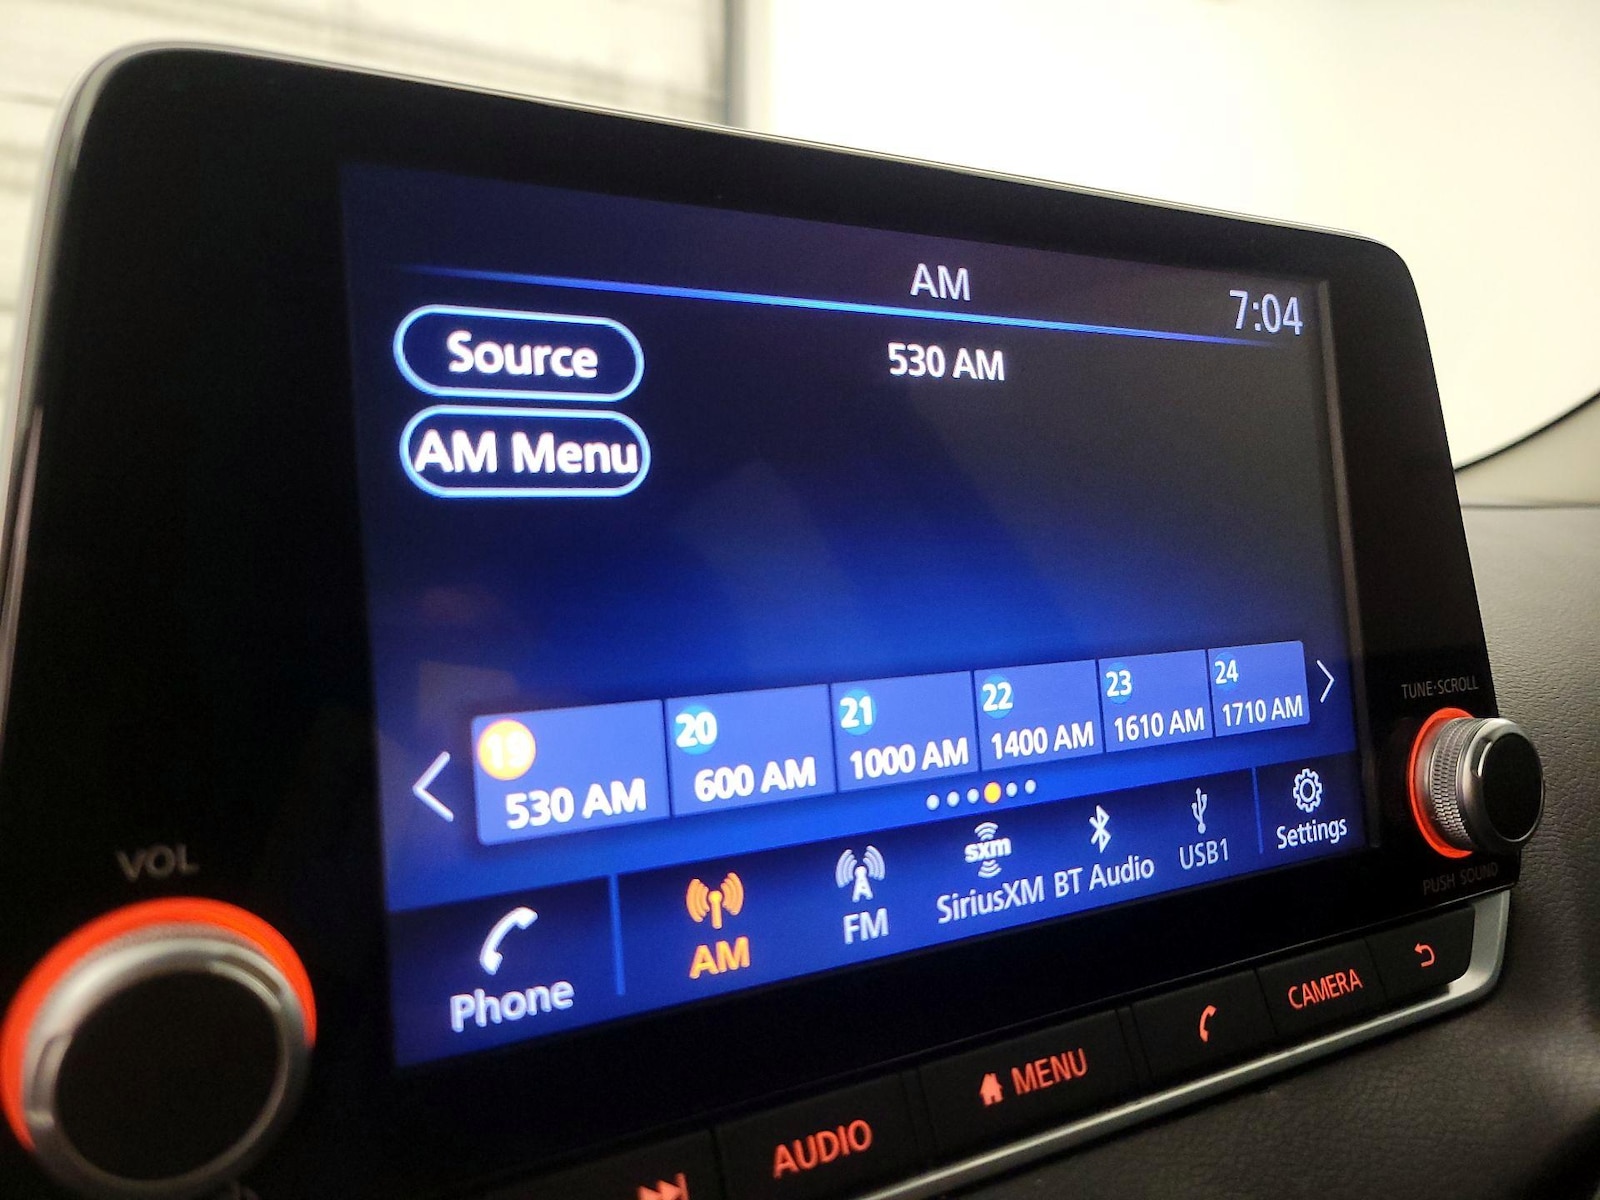 AM
7:04
Source
530 AM
AM Menu
19
530 AM
20
600 AM
21
1000 AM
22
1400 AM
23
1610 AM
24
1710 AM
Phone
AM
FM
sxm
SiriusXM
BT Audio
USB1
Settings
VOL
TUNE·SCROLL
PUSH SOUND
AUDIO
MENU
CAMERA